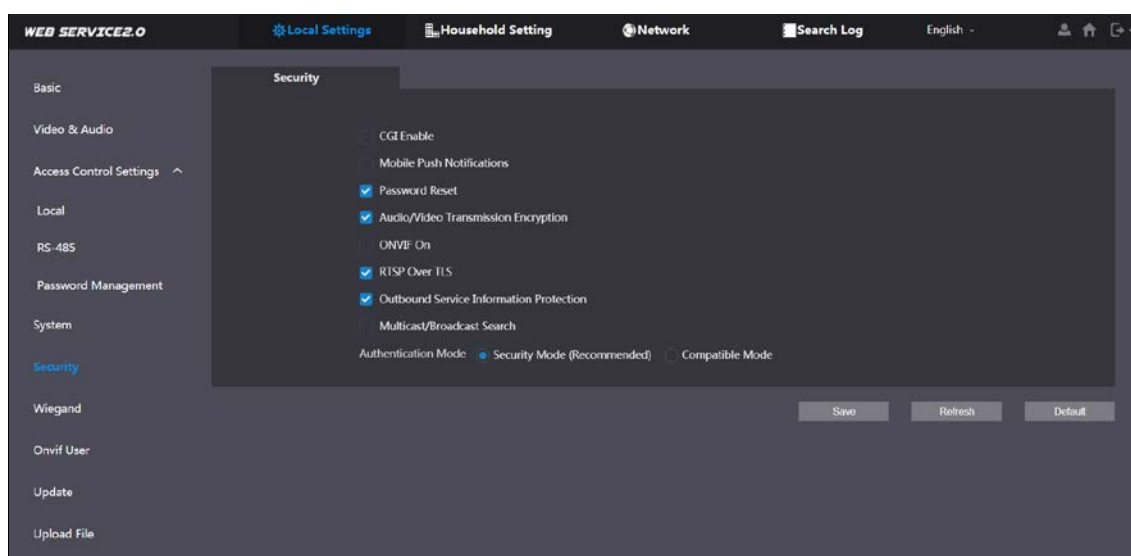 WEB SERVICE2.0 Local Settings Household Setting Network Search Log English
Security
Basic
Video & Audio
Access Control Settings
Local
RS-485
Password Management
System
Security
Wiegand
Onvif User
Update
Upload File
CGI Enable
Mobile Push Notifications
Password Reset
Audio/Video Transmission Encryption
ONVIF On
RTSP Over TLS
Outbound Service Information Protection
Multicast/Broadcast Search
Authentication Mode Security Mode (Recommended) Compatible Mode
Save Refresh Default